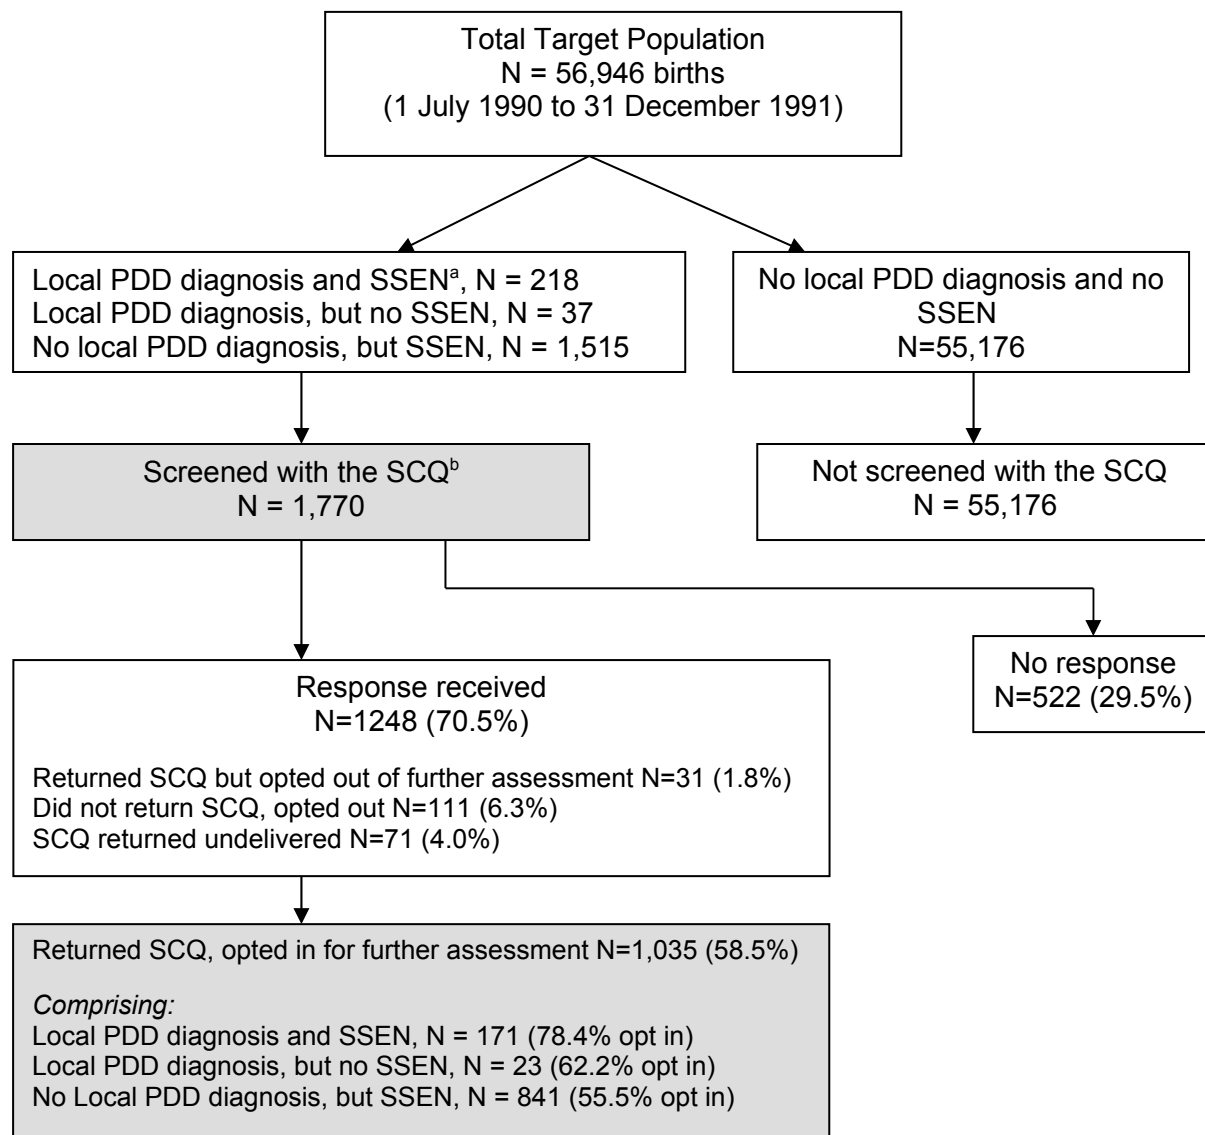 Total Target Population
N = 56,946 births
(1 July 1990 to 31 December 1991)
Local PDD diagnosis and SSENᵃ, N = 218
Local PDD diagnosis, but no SSEN, N = 37
No local PDD diagnosis, but SSEN, N = 1,515
No local PDD diagnosis and no
SSEN
N=55,176
Screened with the SCQᵇ
N = 1,770
Not screened with the SCQ
N = 55,176
No response
N=522 (29.5%)
Response received
N=1248 (70.5%)
Returned SCQ but opted out of further assessment N=31 (1.8%)
Did not return SCQ, opted out N=111 (6.3%)
SCQ returned undelivered N=71 (4.0%)
Returned SCQ, opted in for further assessment N=1,035 (58.5%)
Comprising:
Local PDD diagnosis and SSEN, N = 171 (78.4% opt in)
Local PDD diagnosis, but no SSEN, N = 23 (62.2% opt in)
No Local PDD diagnosis, but SSEN, N = 841 (55.5% opt in)